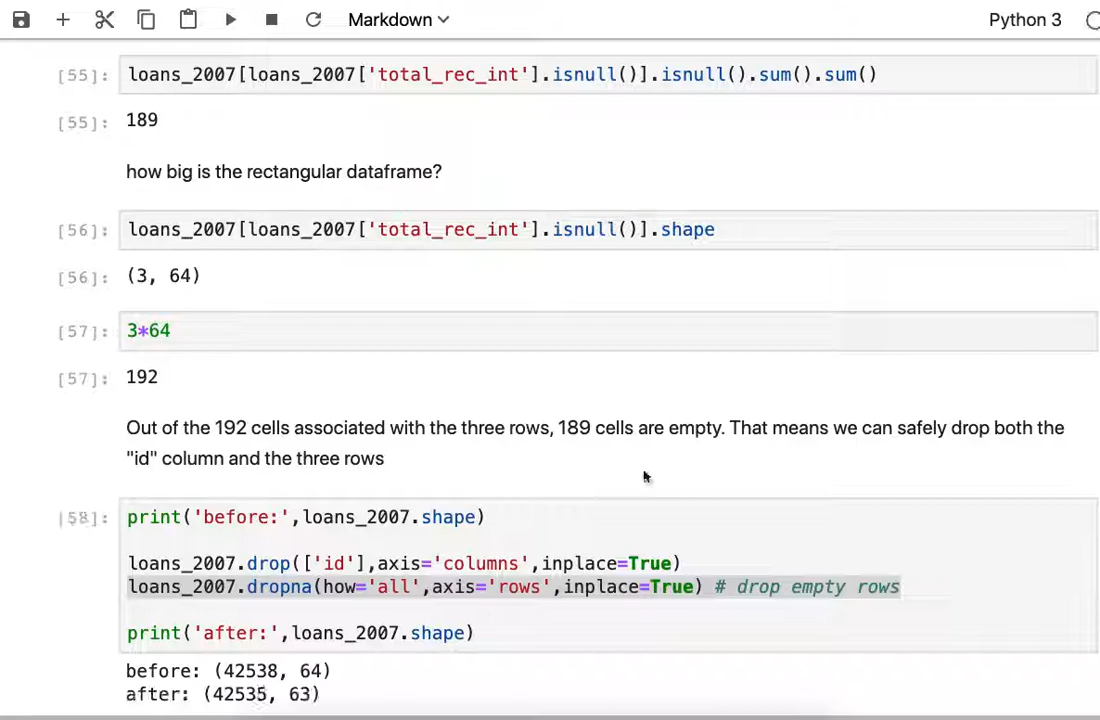 Markdown
Python 3
[55]: loans_2007[loans_2007['total_rec_int'].isnull()].isnull().sum().sum()
[55]: 189
how big is the rectangular dataframe?
[56]: loans_2007[loans_2007['total_rec_int'].isnull()].shape
[56]: (3, 64)
[57]: 3*64
[57]: 192
Out of the 192 cells associated with the three rows, 189 cells are empty. That means we can safely drop both the
"id" column and the three rows
[58]: print('before:',loans_2007.shape)
loans_2007.drop(['id'],axis='columns',inplace=True)
loans_2007.dropna(how='all',axis='rows',inplace=True) # drop empty rows
print('after:',loans_2007.shape)
before: (42538, 64)
after: (42535, 63)